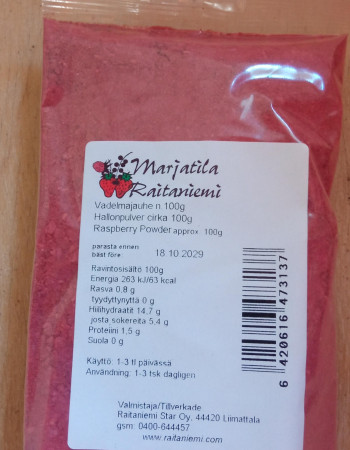 Marjatila
Raitaniemi
Vadelmajauhe n.100g
Hallonpulver cirka 100g
Raspberry Powder approx. 100g
parasta ennen
bäst före: 18.10.2029
Ravintosisältö 100g
Energia 263 kJ/63 kcal
Rasva 0,8 g
tyydyttynyttä 0 g
Hiilihydraatit 14,7 g
josta sokereita 5,4 g
Proteiini 1,5 g
Suola 0 g
Käyttö: 1-3 tl päivässä
Användning: 1-3 tsk dagligen
Valmistaja/Tillverkade
Raitaniemi Star Oy, 44420 Liimattala
gsm: 0400-644457
www.raitaniemi.com
6 420616 473137